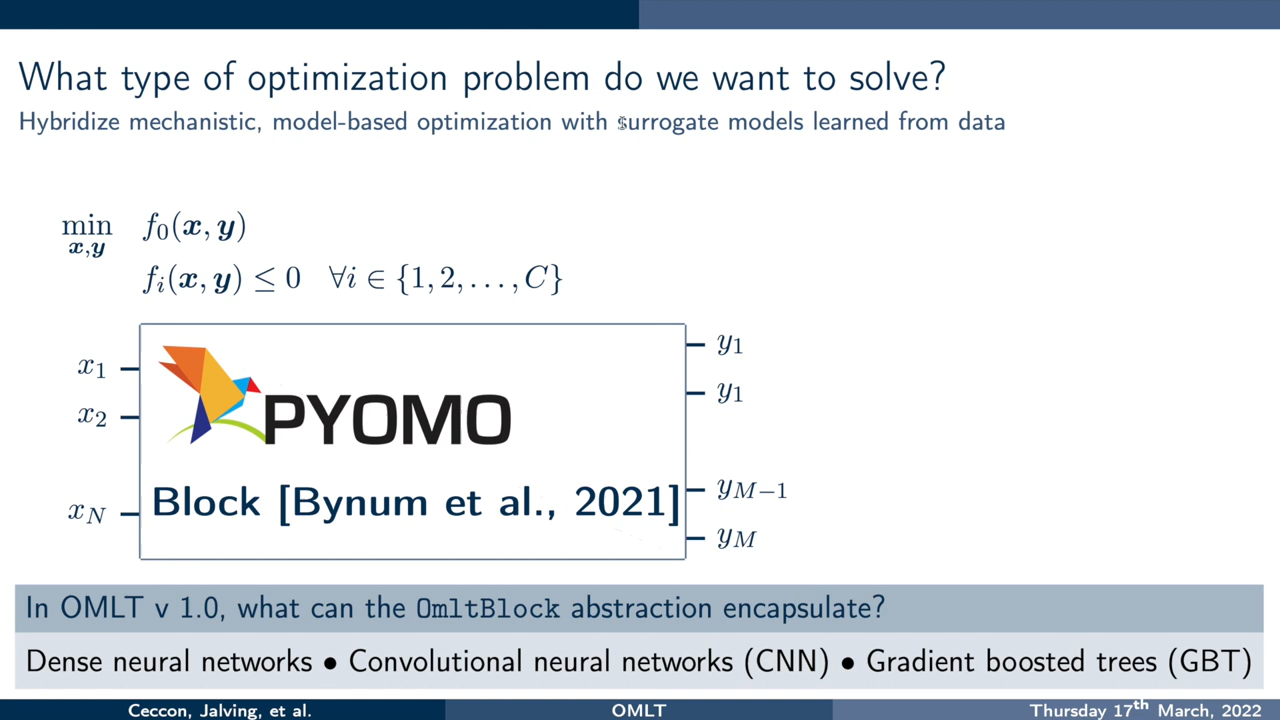 What type of optimization problem do we want to solve?
Hybridize mechanistic, model-based optimization with surrogate models learned from data
min x,y f₀(x, y)
fᵢ(x, y) ≤ 0 ∀i ∈ {1, 2, . . . , C}
x₁
x₂
x_N
PYOMO
Block [Bynum et al., 2021]
y₁
y₁
y_{M−1}
y_M
In OMLT v 1.0, what can the OmltBlock abstraction encapsulate?
Dense neural networks • Convolutional neural networks (CNN) • Gradient boosted trees (GBT)
Ceccon, Jalving, et al. OMLT Thursday 17th March, 2022